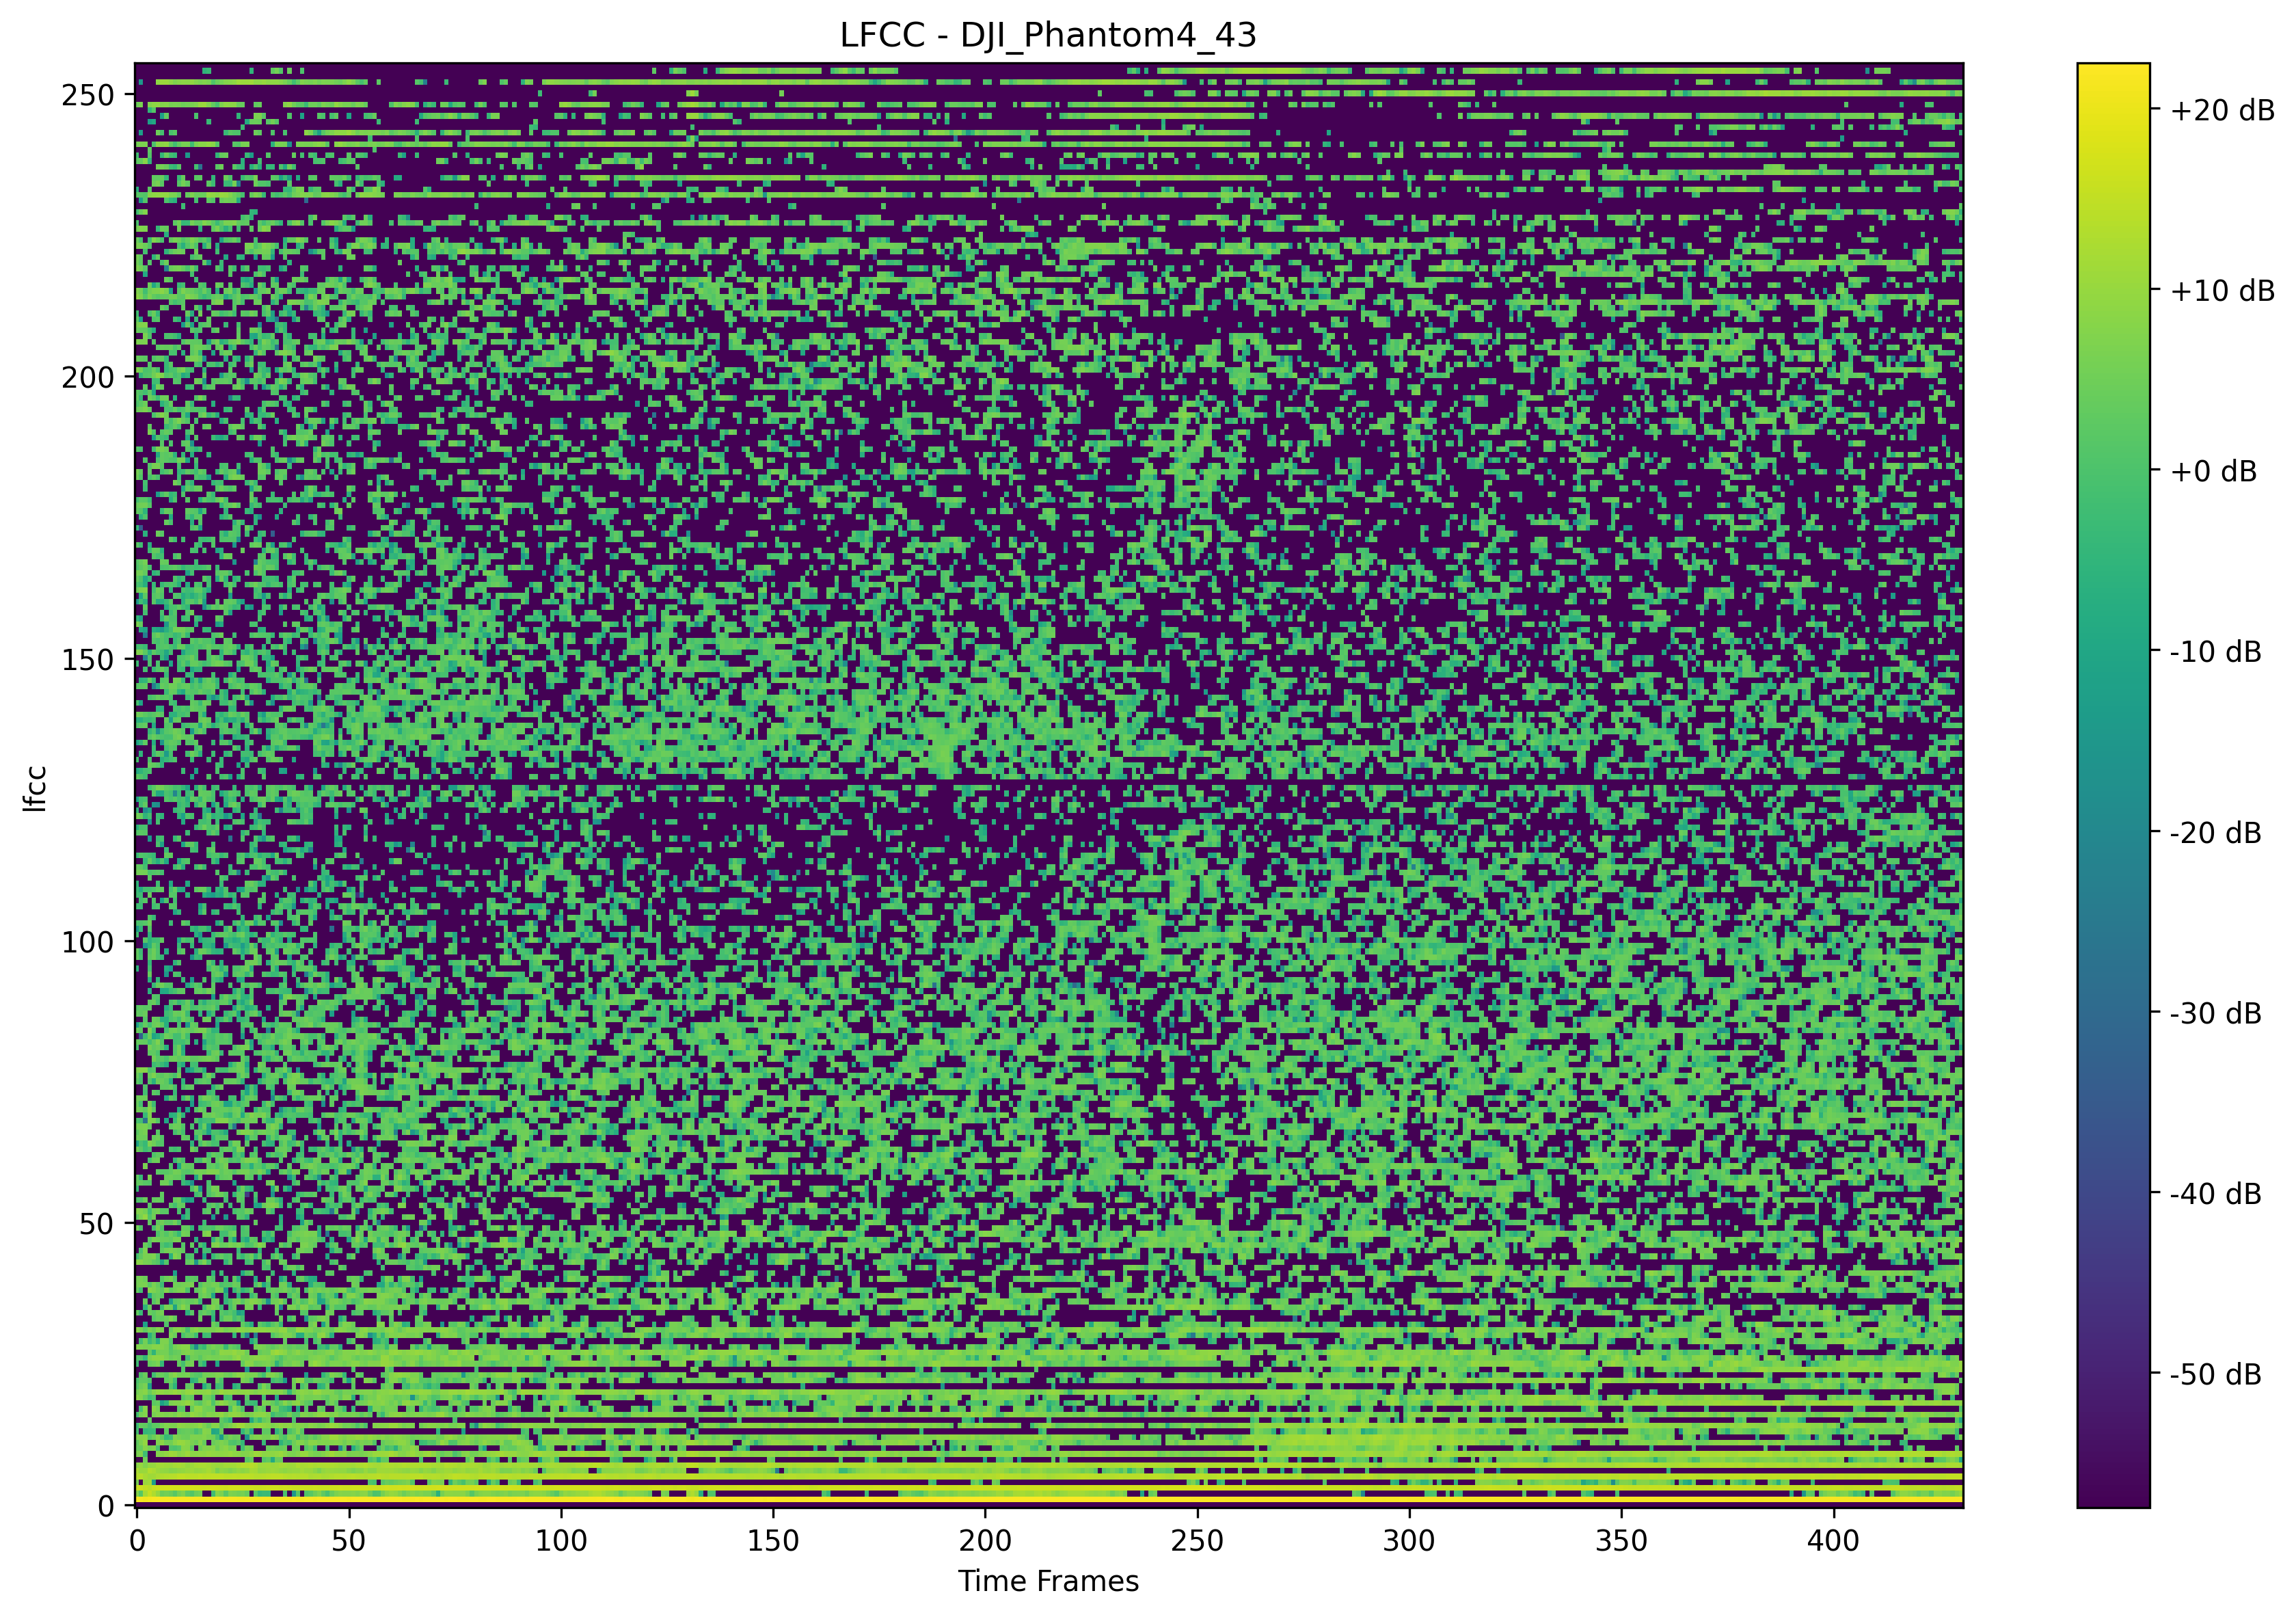 LFCC - DJI_Phantom4_43
250
200
150
100
50
0
lfcc
0 50 100 150 200 250 300 350 400
Time Frames
+20 dB
+10 dB
+0 dB
-10 dB
-20 dB
-30 dB
-40 dB
-50 dB